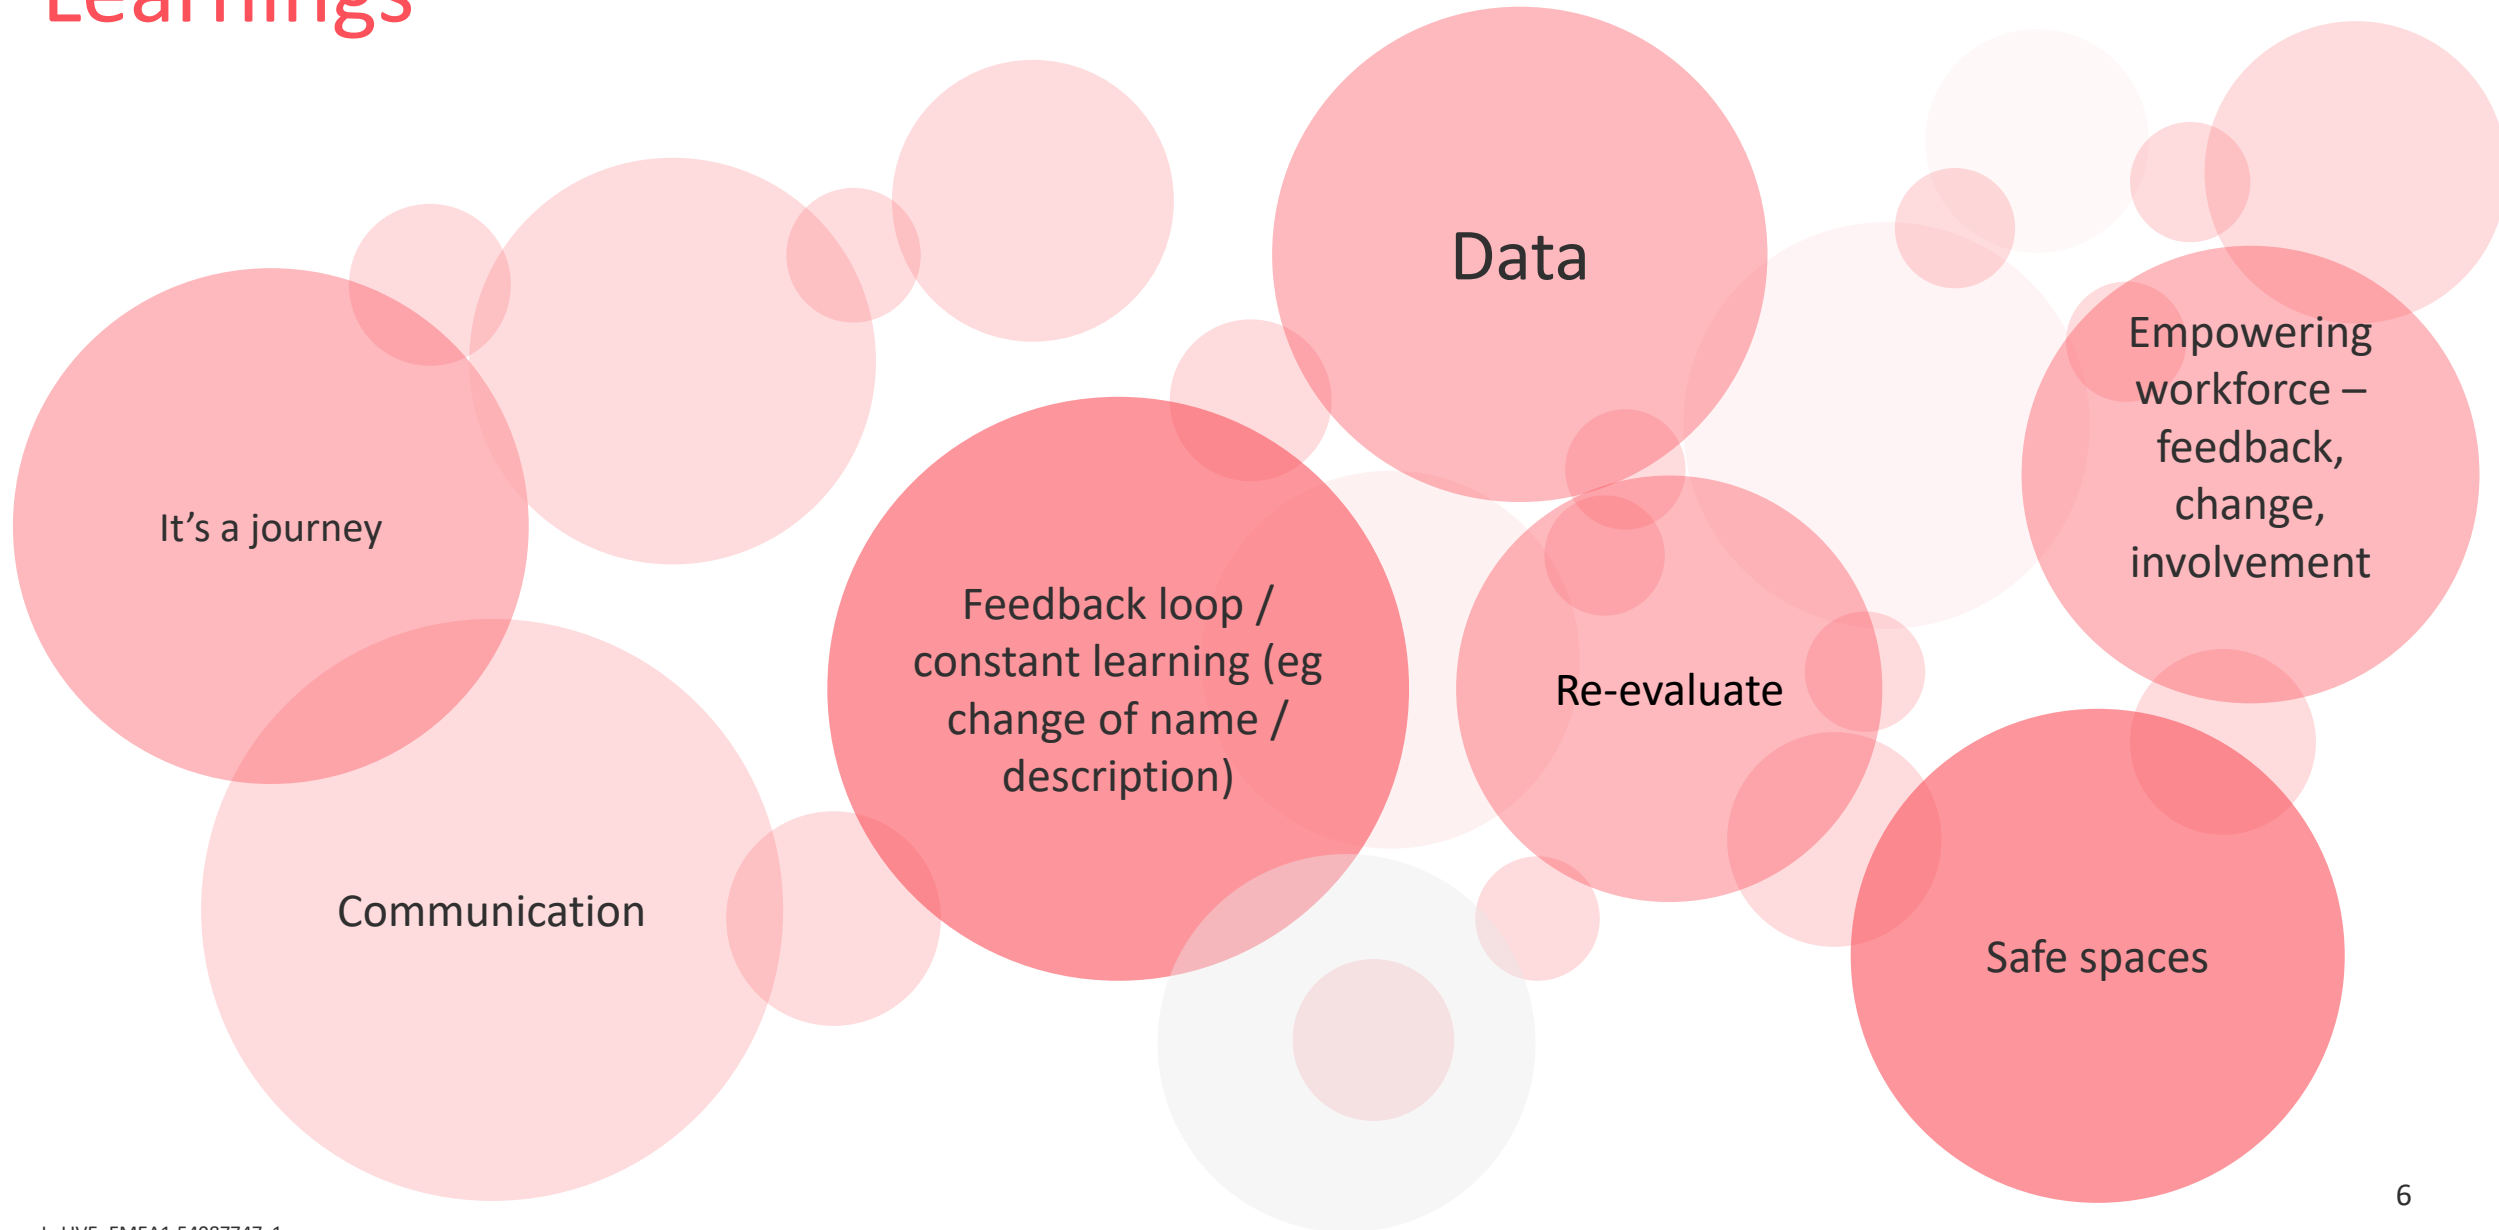 Learnings
Data
Empowering
workforce –
feedback,
change,
involvement
It's a journey
Feedback loop /
constant learning (eg
change of name /
description)
Re-evaluate
Communication
Safe spaces
6